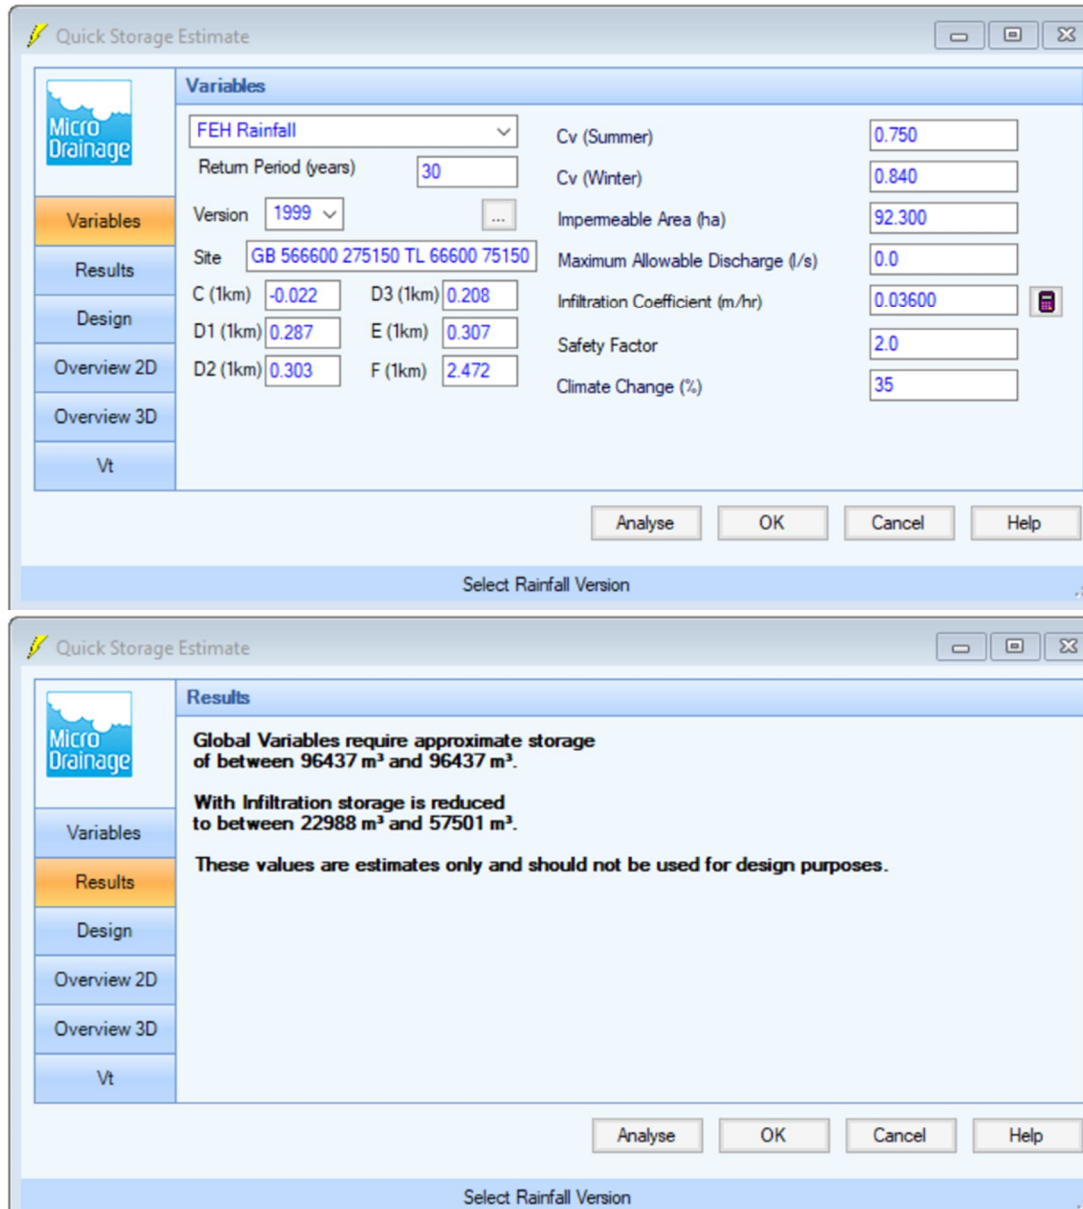 Quick Storage Estimate
Micro
Drainage
Variables
Results
Design
Overview 2D
Overview 3D
Vt
Variables
FEH Rainfall
Return Period (years) 30
Version 1999 ...
Site GB 566600 275150 TL 66600 75150
C (1km) -0.022 D3 (1km) 0.208
D1 (1km) 0.287 E (1km) 0.307
D2 (1km) 0.303 F (1km) 2.472
Cv (Summer) 0.750
Cv (Winter) 0.840
Impermeable Area (ha) 92.300
Maximum Allowable Discharge (l/s) 0.0
Infiltration Coefficient (m/hr) 0.03600
Safety Factor 2.0
Climate Change (%) 35
Analyse OK Cancel Help
Select Rainfall Version
Quick Storage Estimate
Micro
Drainage
Variables
Results
Design
Overview 2D
Overview 3D
Vt
Results
Global Variables require approximate storage
of between 96437 m³ and 96437 m³.
With Infiltration storage is reduced
to between 22988 m³ and 57501 m³.
These values are estimates only and should not be used for design purposes.
Analyse OK Cancel Help
Select Rainfall Version